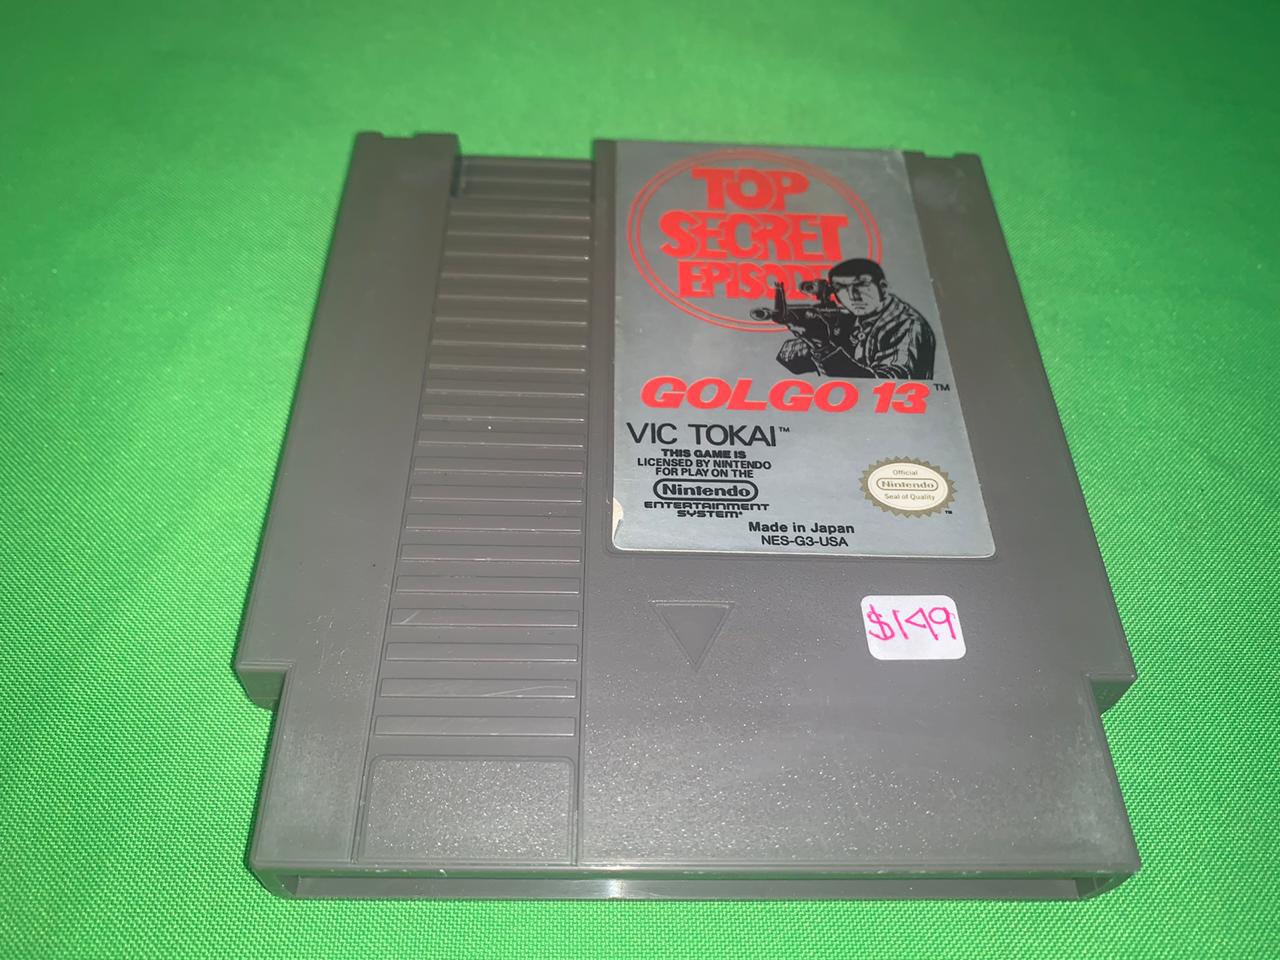 TOP
SECRET
EPISODE
GOLGO 13™
VIC TOKAI™
THIS GAME IS
LICENSED BY NINTENDO
FOR PLAY ON THE
Nintendo
ENTERTAINMENT
SYSTEM®
Official
Nintendo
Seal of Quality
™
Made in Japan
NES-G3-USA
$149